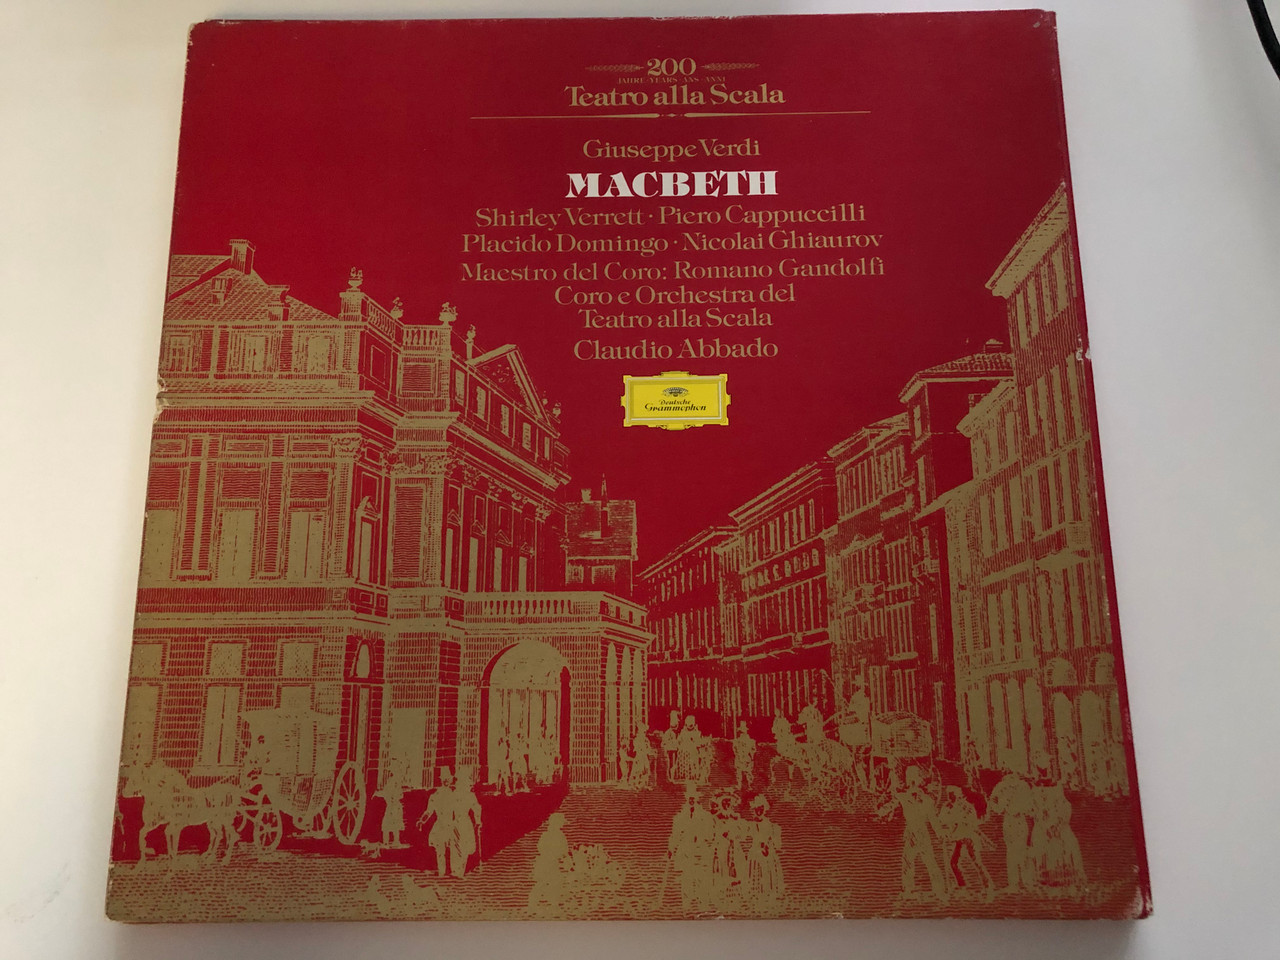 200
JAHRE · YEARS · ANS · ANNI
Teatro alla Scala
Giuseppe Verdi
MACBETH
Shirley Verrett · Piero Cappuccilli
Placido Domingo · Nicolai Ghiaurov
Maestro del Coro: Romano Gandolfi
Coro e Orchestra del
Teatro alla Scala
Claudio Abbado
Deutsche
Grammophon